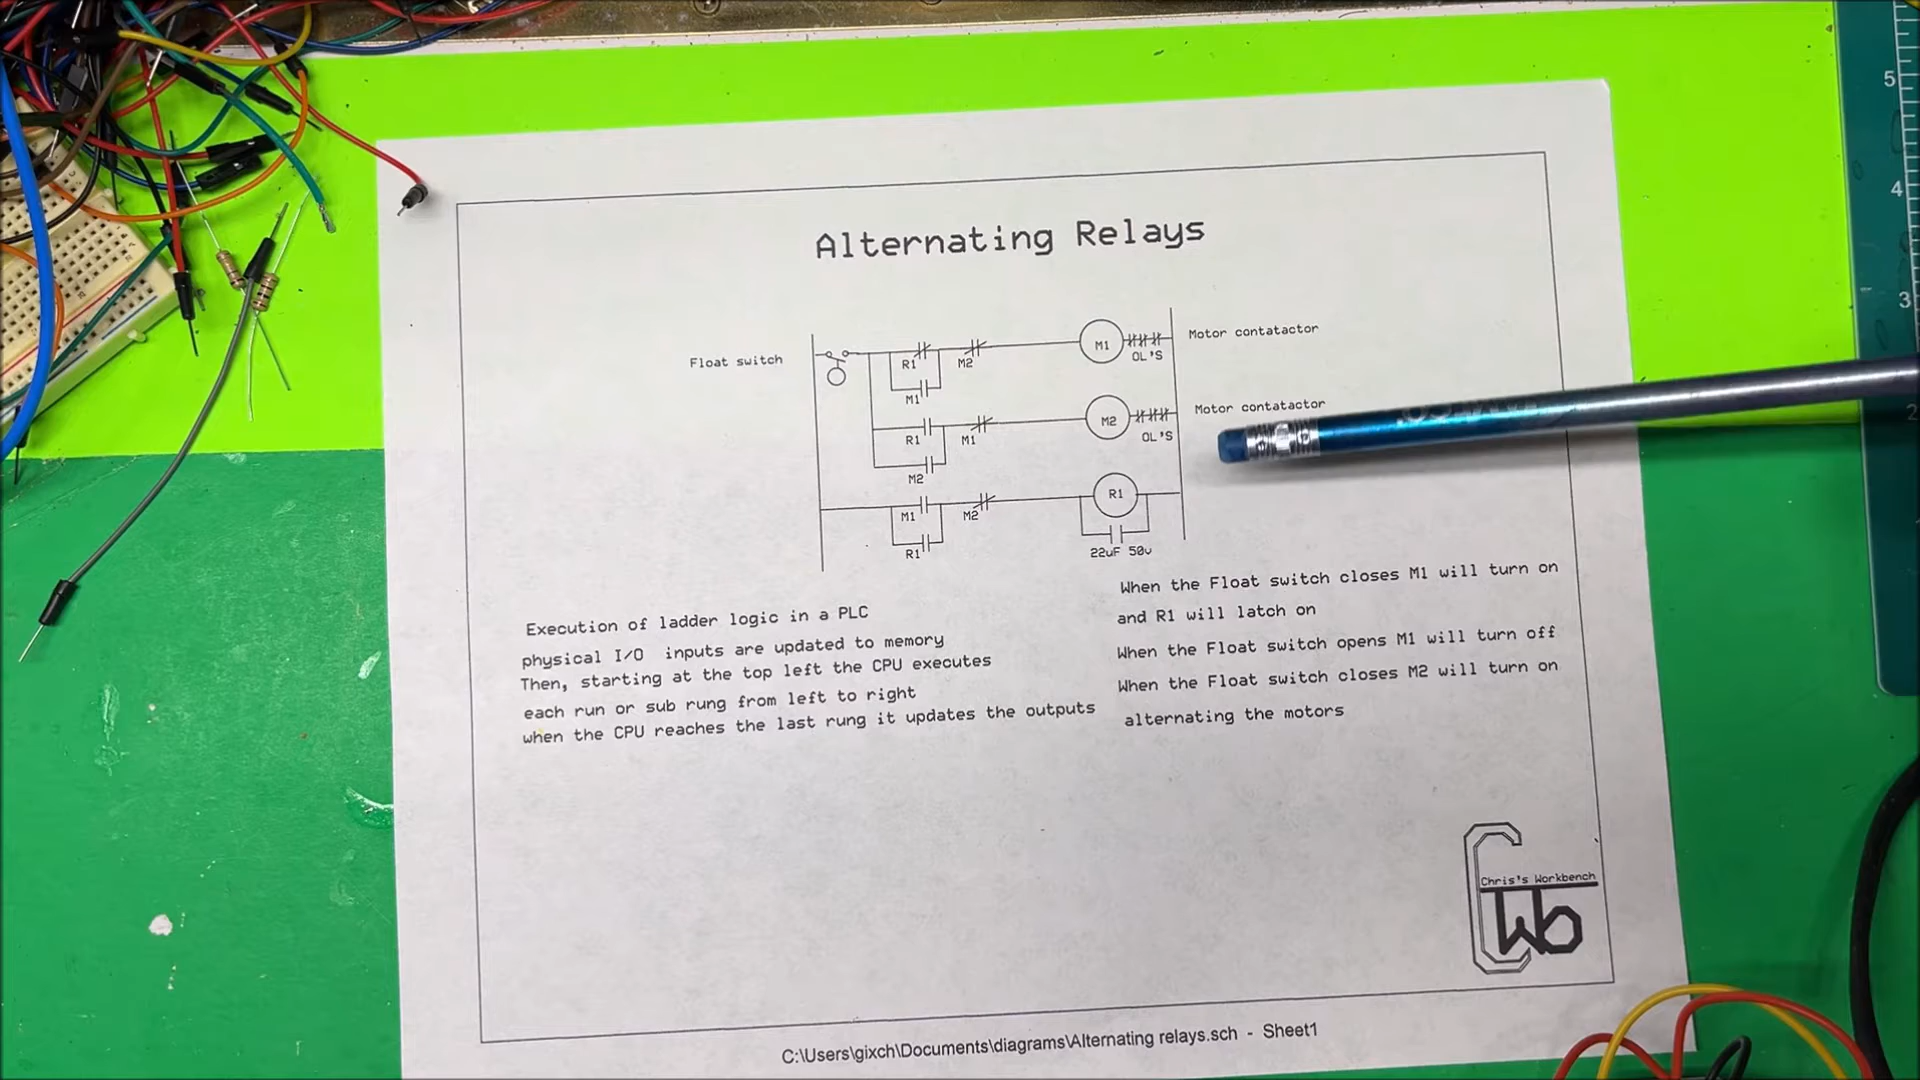 Alternating Relays
Float switch
R1
M2
M1
OL'S
Motor contatactor
M1
R1
M1
M2
OL'S
Motor contatactor
M2
M1
M2
R1
R1
22uF 50v
When the Float switch closes M1 will turn on
and R1 will latch on
When the Float switch opens M1 will turn off
When the Float switch closes M2 will turn on
alternating the motors
Execution of ladder logic in a PLC
physical I/O inputs are updated to memory
Then, starting at the top left the CPU executes
each run or sub rung from left to right
when the CPU reaches the last rung it updates the outputs
Chris's Workbench
Wb
C:\Users\gixch\Documents\diagrams\Alternating relays.sch - Sheet1
5
4
3
2